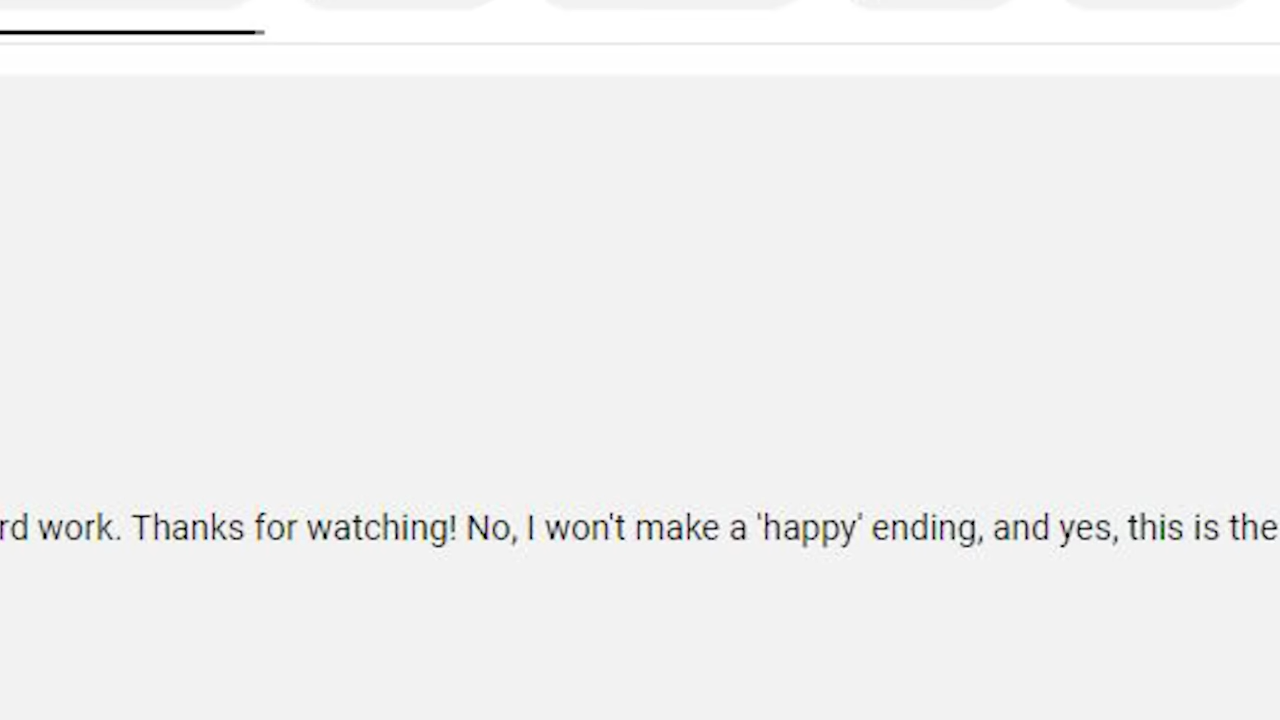 rd work. Thanks for watching! No, I won't make a 'happy' ending, and yes, this is the